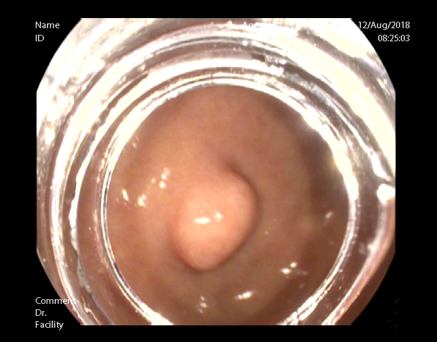 Name
12/Aug/2018
ID
08:25:03
Comment
Dr.
Facility